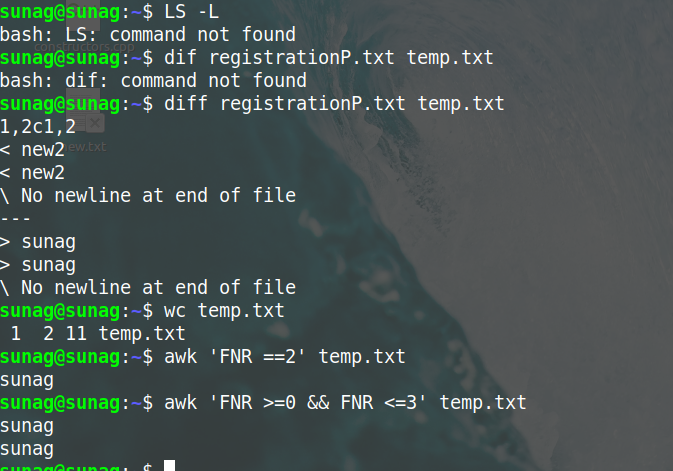 sunag@sunag:~$ LS -L
bash: LS: command not found
constructors.cpp
sunag@sunag:~$ dif registrationP.txt temp.txt
bash: dif: command not found
sunag@sunag:~$ diff registrationP.txt temp.txt
1,2c1,2
< new2
new.txt
< new2
\ No newline at end of file
---
> sunag
> sunag
\ No newline at end of file
sunag@sunag:~$ wc temp.txt
 1  2 11 temp.txt
sunag@sunag:~$ awk 'FNR ==2' temp.txt
sunag
sunag@sunag:~$ awk 'FNR >=0 && FNR <=3' temp.txt
sunag
sunag
sunag@sunag:~$